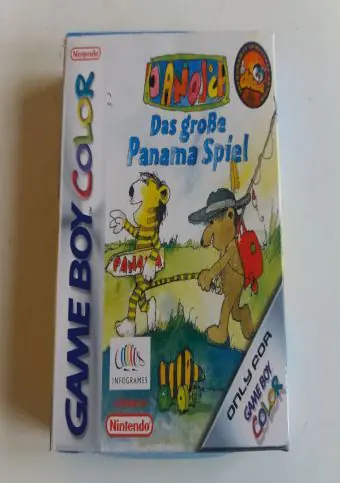 Nintendo
GAME BOY COLOR
JANOSCH
Das große
Panama Spiel
PANAMA
INFOGRAMES
Nintendo
ONLY FOR
GAME BOY
COLOR